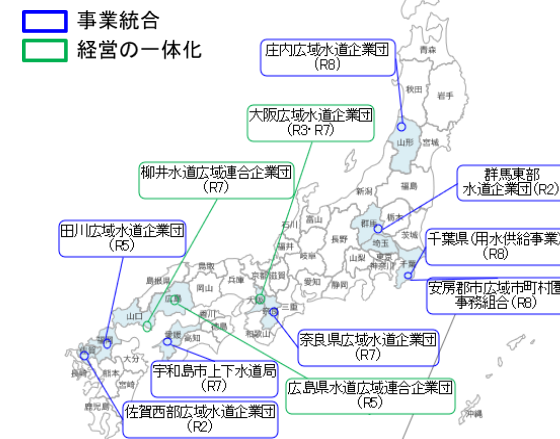 事業統合
経営の一体化
庄内広域水道企業団
(R8)
大阪広域水道企業団
(R3・R7)
柳井水道広域連合企業団
(R7)
田川広域水道企業団
(R5)
群馬東部
水道企業団(R2)
千葉県(用水供給事業)
(R8)
安房郡市広域市町村圏
事務組合(R8)
奈良県広域水道企業団
(R7)
宇和島市上下水道局
(R7)
広島県水道広域連合企業団
(R5)
佐賀西部広域水道企業団
(R2)
青森
秋田
岩手
山形
宮城
福島
新潟
群馬
栃木
茨城
埼玉
東京
神奈川
千葉
山梨
長野
静岡
愛知
岐阜
富山
石川
福井
滋賀
京都
三重
和歌山
兵庫
鳥取
岡山
島根県
広島
山口
香川
徳島
愛媛
高知
大分
熊本
宮崎
長崎
鹿児島
沖縄